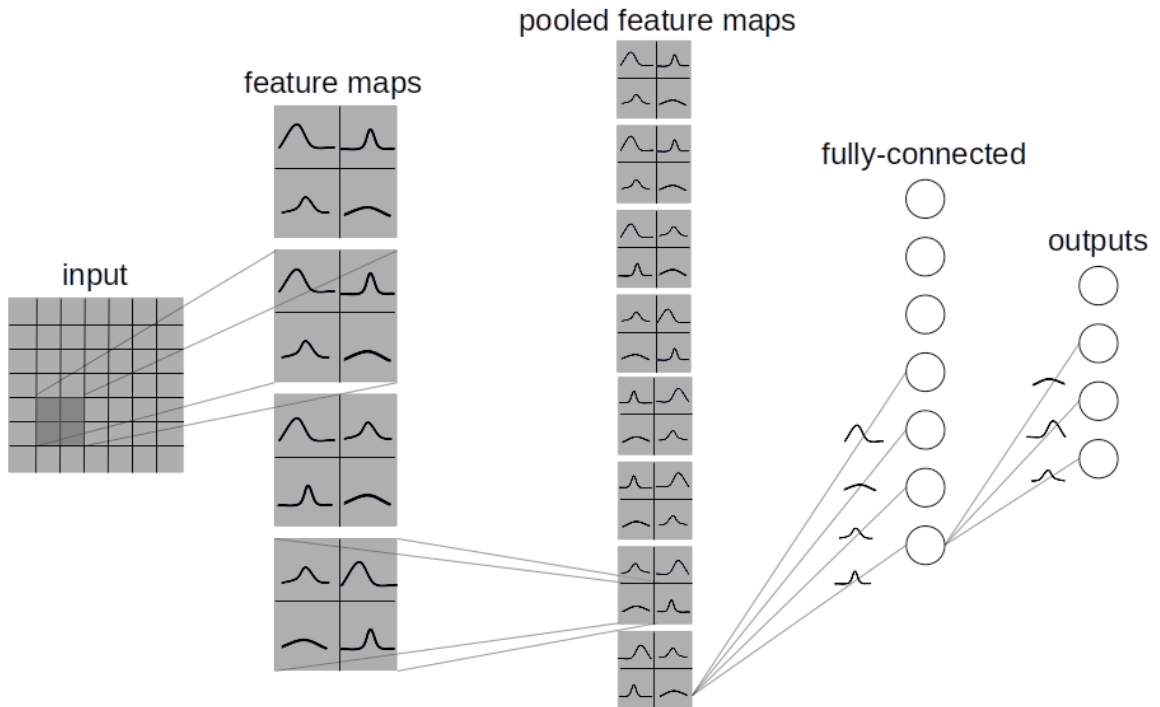 pooled feature maps
feature maps
fully-connected
outputs
input